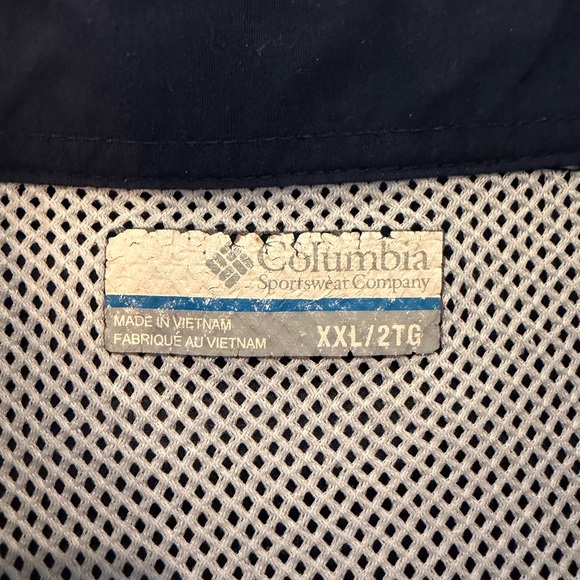 Columbia
Sportswear Company
MADE IN VIETNAM
FABRIQUÉ AU VIETNAM
XXL/2TG